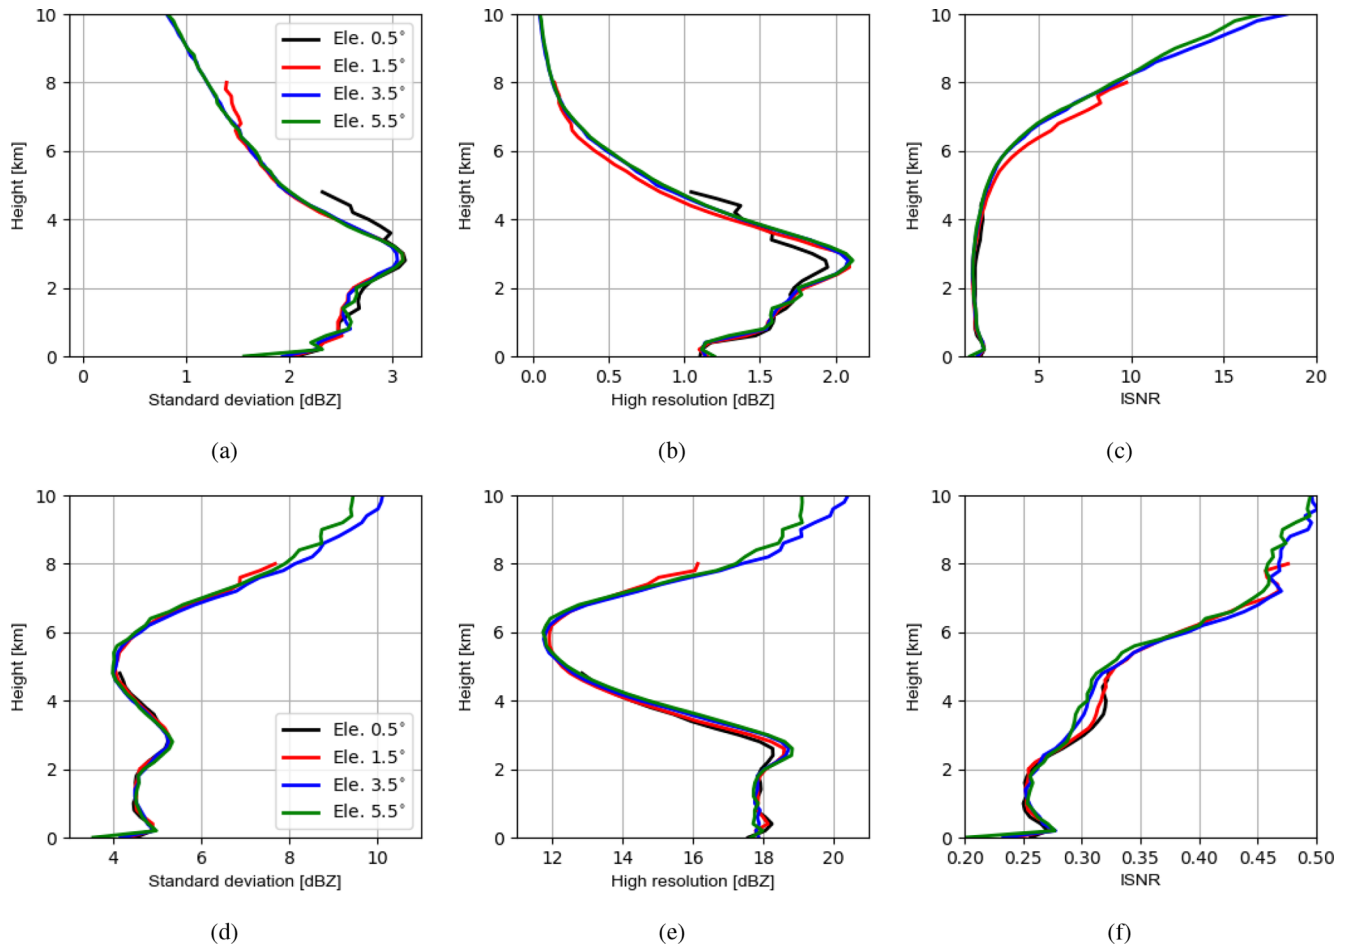 10
8
6
4
2
0
Height [km]
0
1
2
3
Standard deviation [dBZ]
Ele. 0.5°
Ele. 1.5°
Ele. 3.5°
Ele. 5.5°
(a)
10
8
6
4
2
0
Height [km]
0.0
0.5
1.0
1.5
2.0
High resolution [dBZ]
(b)
10
8
6
4
2
0
Height [km]
5
10
15
20
ISNR
(c)
10
8
6
4
2
0
Height [km]
4
6
8
10
Standard deviation [dBZ]
Ele. 0.5°
Ele. 1.5°
Ele. 3.5°
Ele. 5.5°
(d)
10
8
6
4
2
0
Height [km]
12
14
16
18
20
High resolution [dBZ]
(e)
10
8
6
4
2
0
Height [km]
0.20
0.25
0.30
0.35
0.40
0.45
0.50
ISNR
(f)